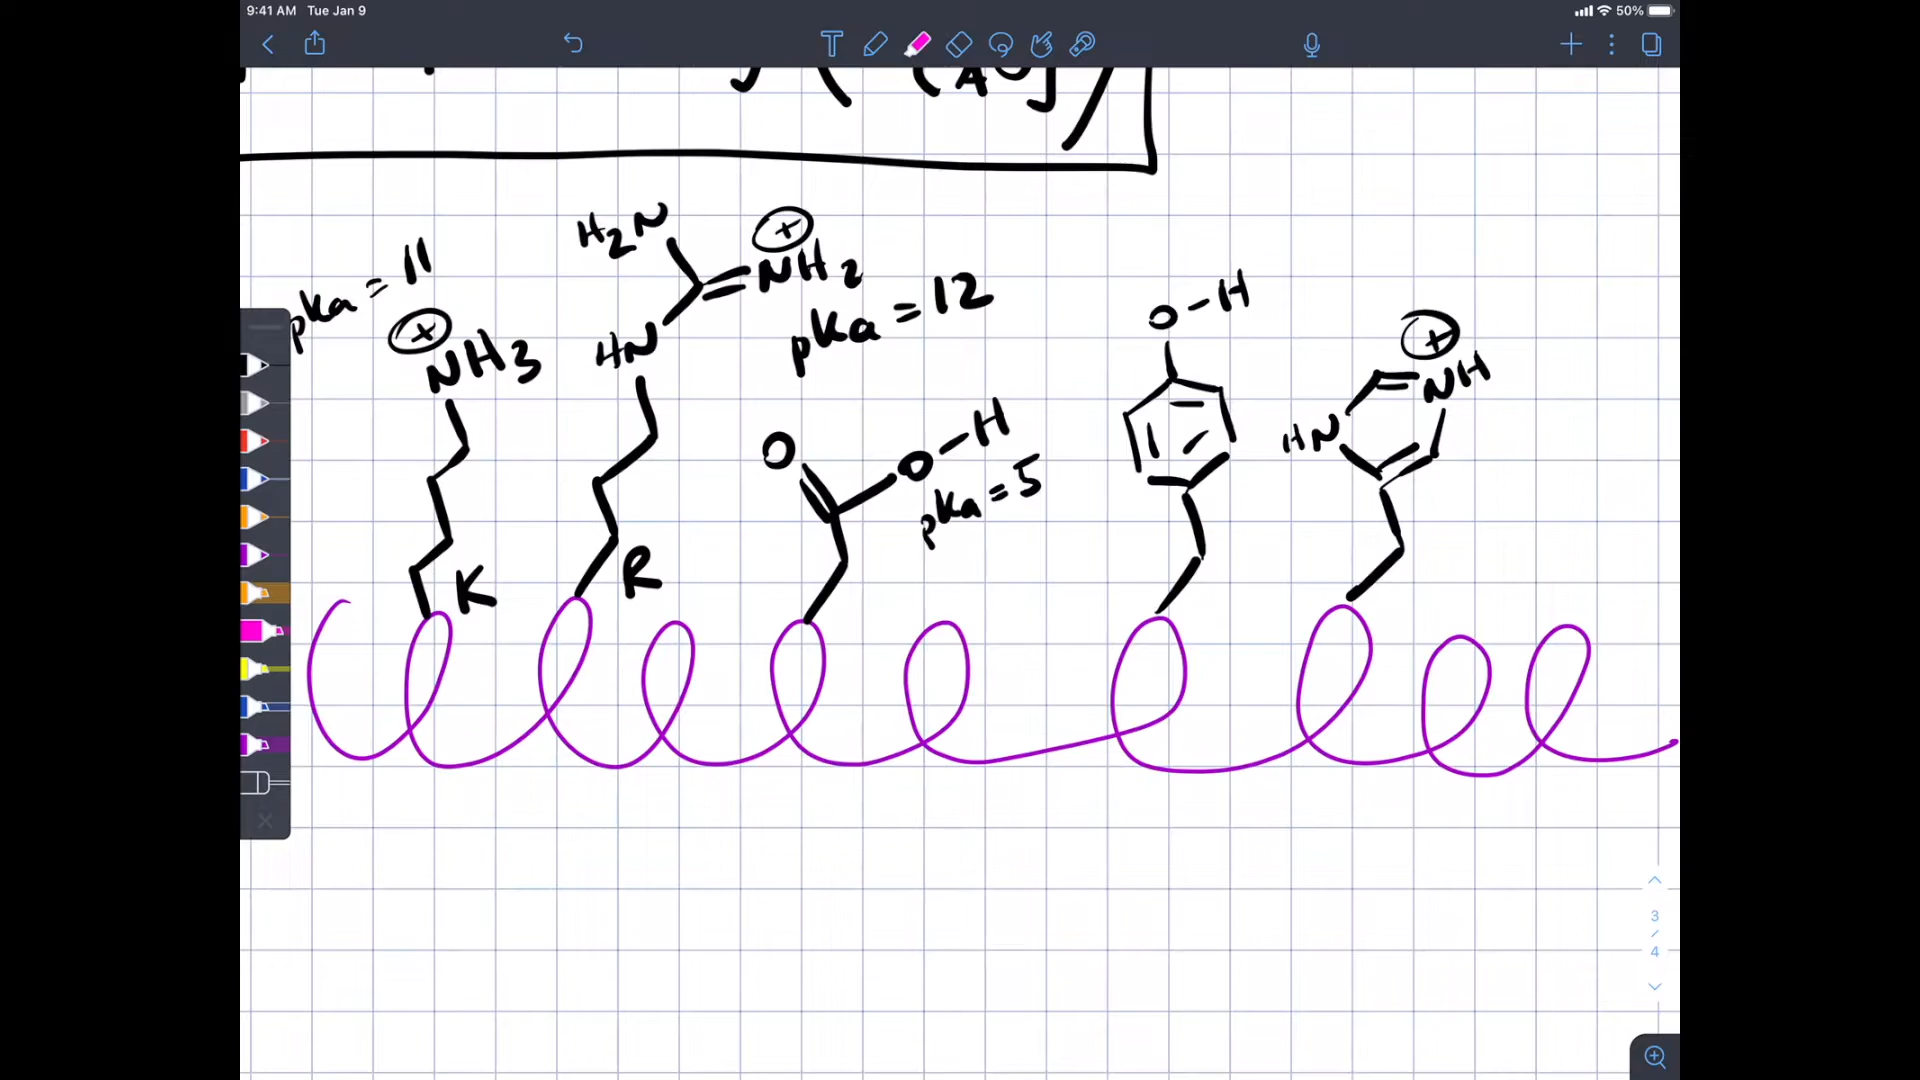 9:41 AM Tue Jan 9
50%
H2N
+
NH2
pka = 11
pka = 12
+
NH3
HN
O-H
+
NH
HN
O
O-H
pka = 5
K
R
3
/
4